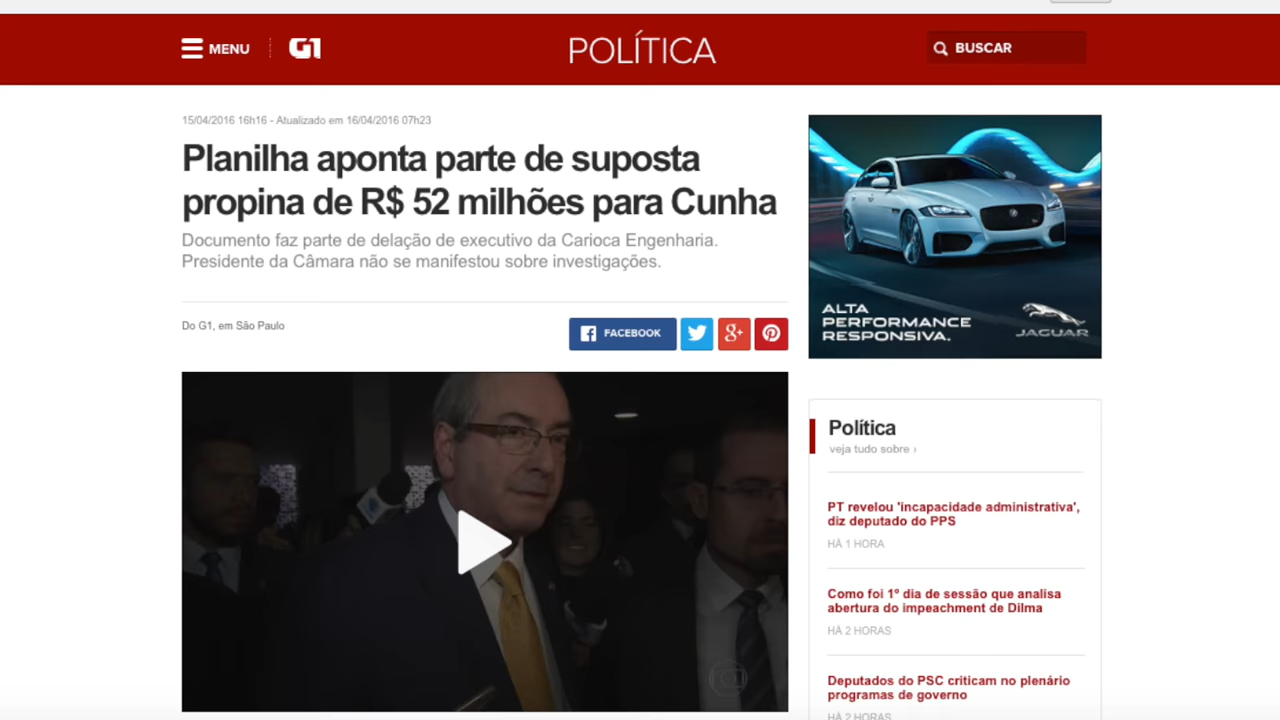 MENU
G1
POLÍTICA
BUSCAR
15/04/2016 16h16 - Atualizado em 16/04/2016 07h23
Planilha aponta parte de suposta
propina de R$ 52 milhões para Cunha
Documento faz parte de delação de executivo da Carioca Engenharia.
Presidente da Câmara não se manifestou sobre investigações.
Do G1, em São Paulo
FACEBOOK
g+
ALTA
PERFORMANCE
RESPONSIVA.
JAGUAR
Política
veja tudo sobre ›
PT revelou 'incapacidade administrativa',
diz deputado do PPS
HÁ 1 HORA
Como foi 1º dia de sessão que analisa
abertura do impeachment de Dilma
HÁ 2 HORAS
Deputados do PSC criticam no plenário
programas de governo
HÁ 2 HORAS